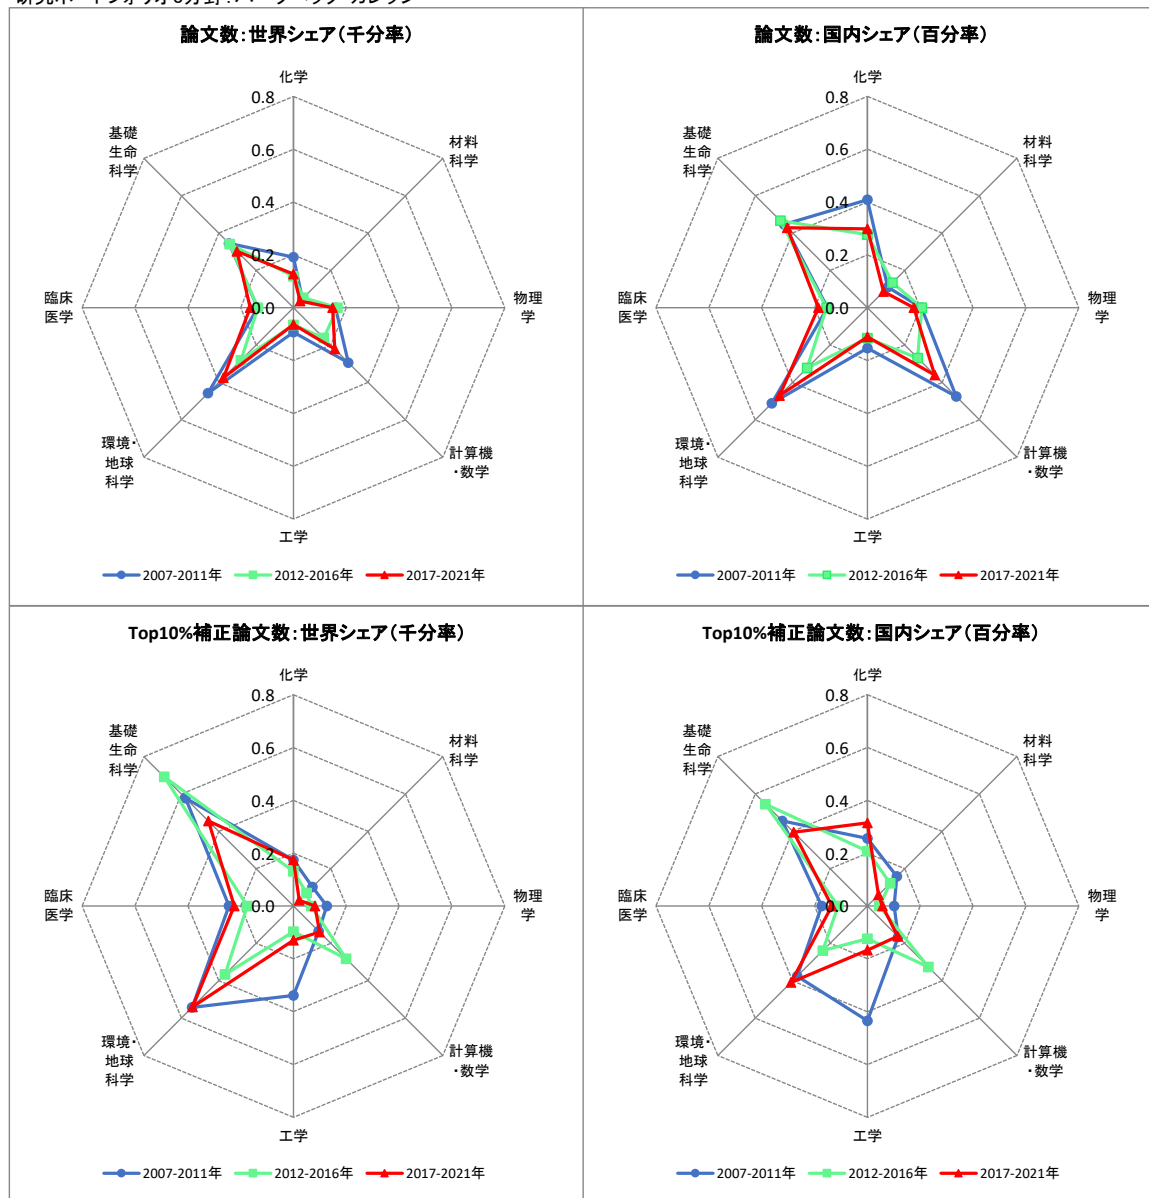 論文数：世界シェア（千分率）
化学
0.8
0.6
0.4
0.2
0.0
材料
科学
物理
学
計算機
・数学
工学
環境・
地球
科学
臨床
医学
基礎
生命
科学
2007-2011年 2012-2016年 2017-2021年
論文数：国内シェア（百分率）
化学
0.8
0.6
0.4
0.2
0.0
材料
科学
物理
学
計算機
・数学
工学
環境・
地球
科学
臨床
医学
基礎
生命
科学
2007-2011年 2012-2016年 2017-2021年
Top10%補正論文数：世界シェア（千分率）
化学
0.8
0.6
0.4
0.2
0.0
材料
科学
物理
学
計算機
・数学
工学
環境・
地球
科学
臨床
医学
基礎
生命
科学
2007-2011年 2012-2016年 2017-2021年
Top10%補正論文数：国内シェア（百分率）
化学
0.8
0.6
0.4
0.2
0.0
材料
科学
物理
学
計算機
・数学
工学
環境・
地球
科学
臨床
医学
基礎
生命
科学
2007-2011年 2012-2016年 2017-2021年